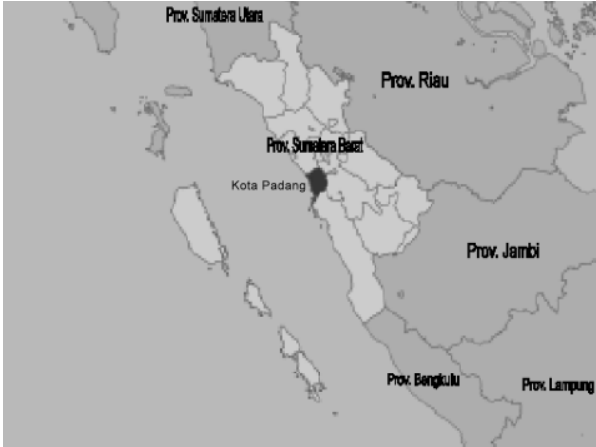 Prov. Sumatera Utara
Prov. Riau
Prov. Sumatera Barat
Kota Padang
Prov. Jambi
Prov. Bengkulu
Prov. Lampung